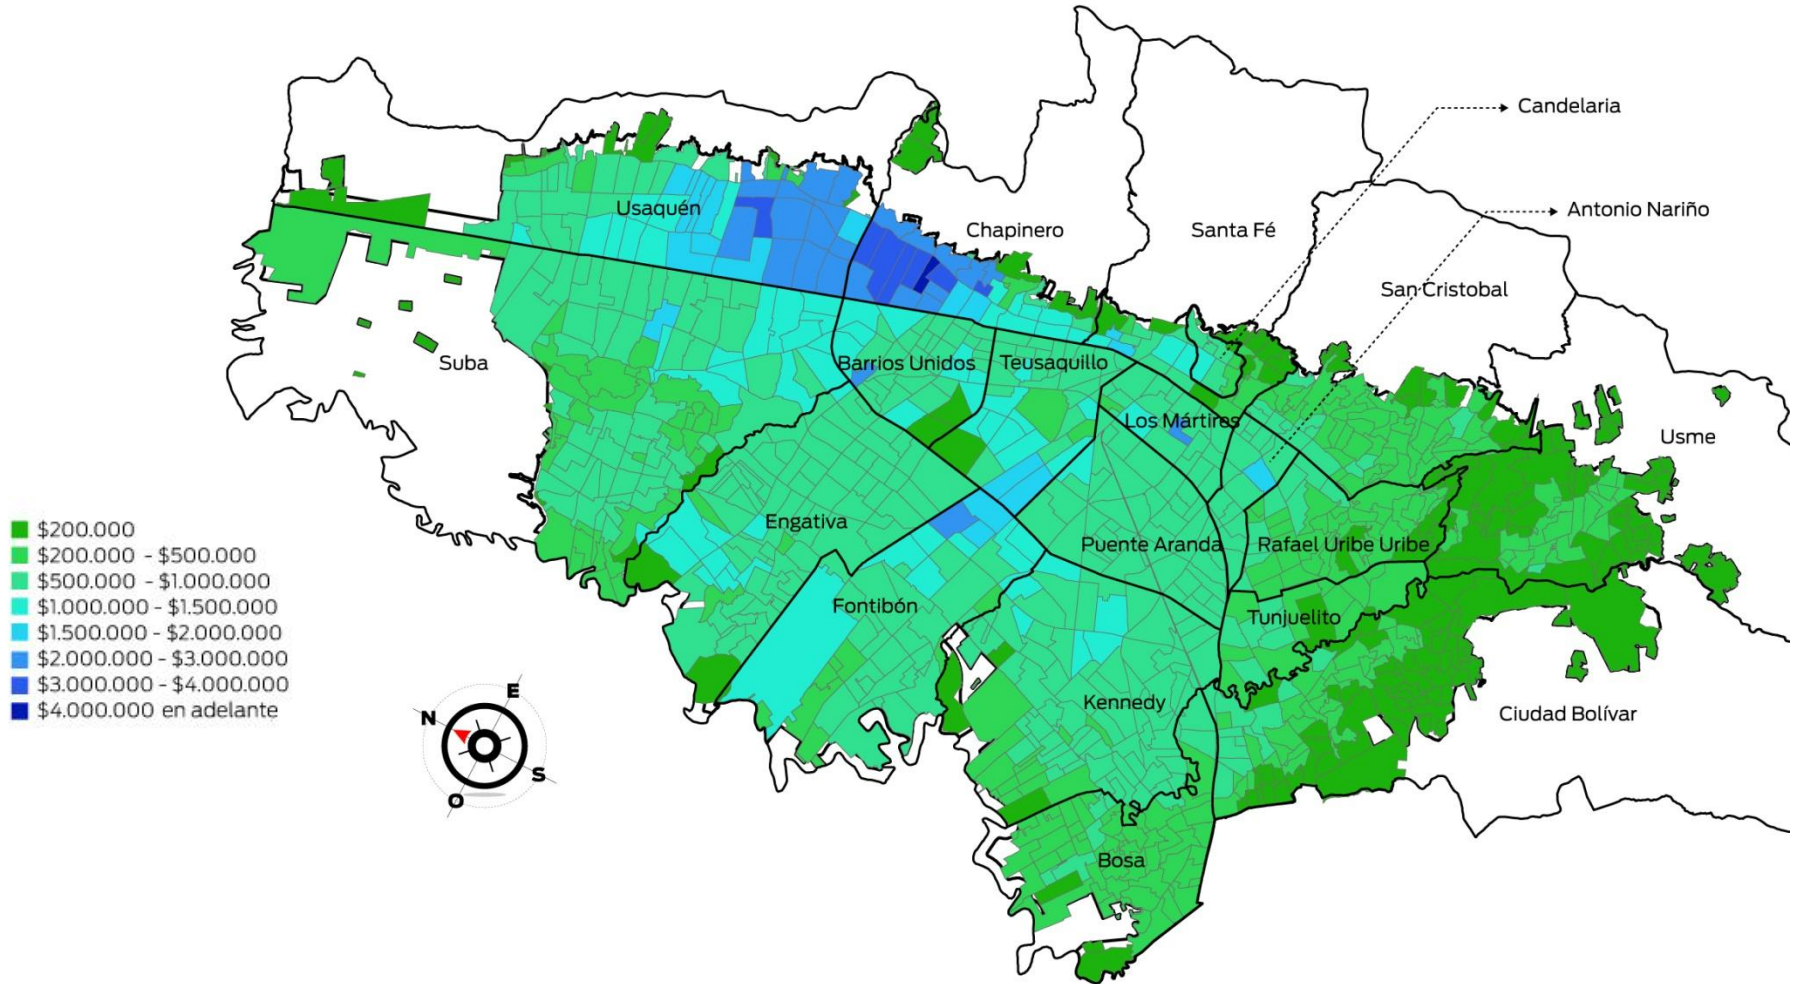 Candelaria
Usaquén
Antonio Nariño
Chapinero
Santa Fé
San Cristobal
Suba
Barrios Unidos
Teusaquillo
Los Mártires
Usme
Engativa
Puente Aranda
Rafael Uribe Uribe
Fontibón
Tunjuelito
Kennedy
Ciudad Bolívar
Bosa
$200.000
$200.000 - $500.000
$500.000 - $1.000.000
$1.000.000 - $1.500.000
$1.500.000 - $2.000.000
$2.000.000 - $3.000.000
$3.000.000 - $4.000.000
$4.000.000 en adelante
E
N
S
O